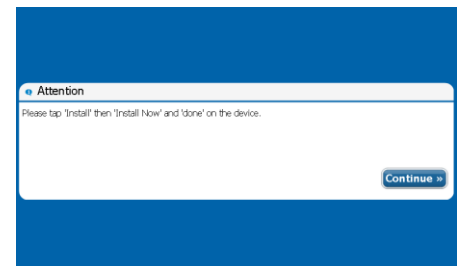 Attention
Please tap 'Install' then 'Install Now' and 'done' on the device.
Continue »